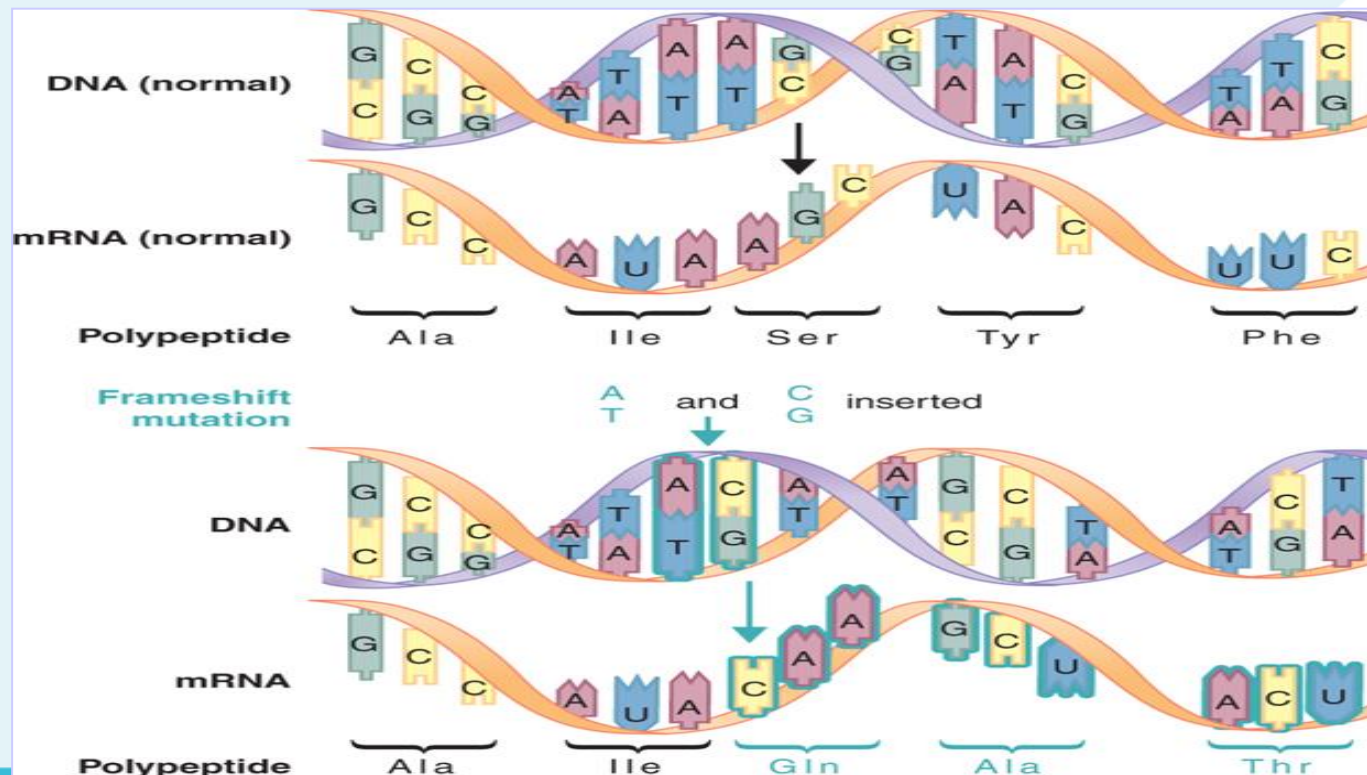 G C C A T A A G C T A C T T C
DNA (normal)
C G G T A T T C G A T G A A G
G C C A U A A G C U A C U U C
mRNA (normal)
Polypeptide Ala Ile Ser Tyr Phe
Frameshift A and C inserted
mutation T G
G C C A T A C A A G C T A C T
DNA
C G G T A T G T T C G A T G A
G C C A U A C A A G C U A C U
mRNA
Polypeptide Ala Ile Gln Ala Thr